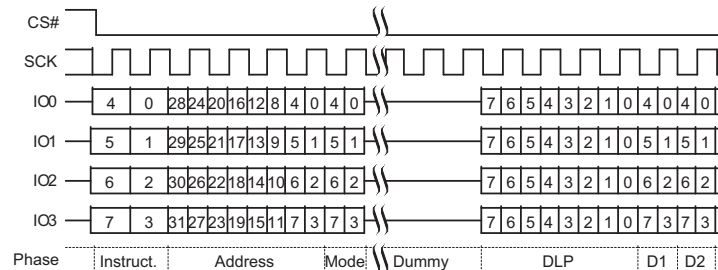 CS#
SCK
IO0 4 0 28 24 20 16 12 8 4 0 4 0 7 6 5 4 3 2 1 0 4 0 4 0
IO1 5 1 29 25 21 17 13 9 5 1 5 1 7 6 5 4 3 2 1 0 5 1 5 1
IO2 6 2 30 26 22 18 14 10 6 2 6 2 7 6 5 4 3 2 1 0 6 2 6 2
IO3 7 3 31 27 23 19 15 11 7 3 7 3 7 6 5 4 3 2 1 0 7 3 7 3
Phase Instruct. Address Mode Dummy DLP D1 D2